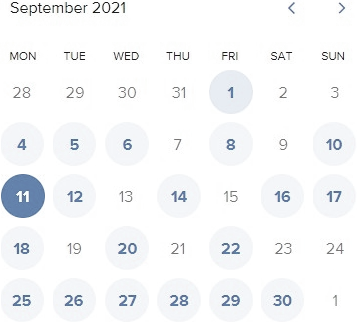 September 2021
MON TUE WED THU FRI SAT SUN
28 29 30 31 1 2 3
4 5 6 7 8 9 10
11 12 13 14 15 16 17
18 19 20 21 22 23 24
25 26 27 28 29 30 1